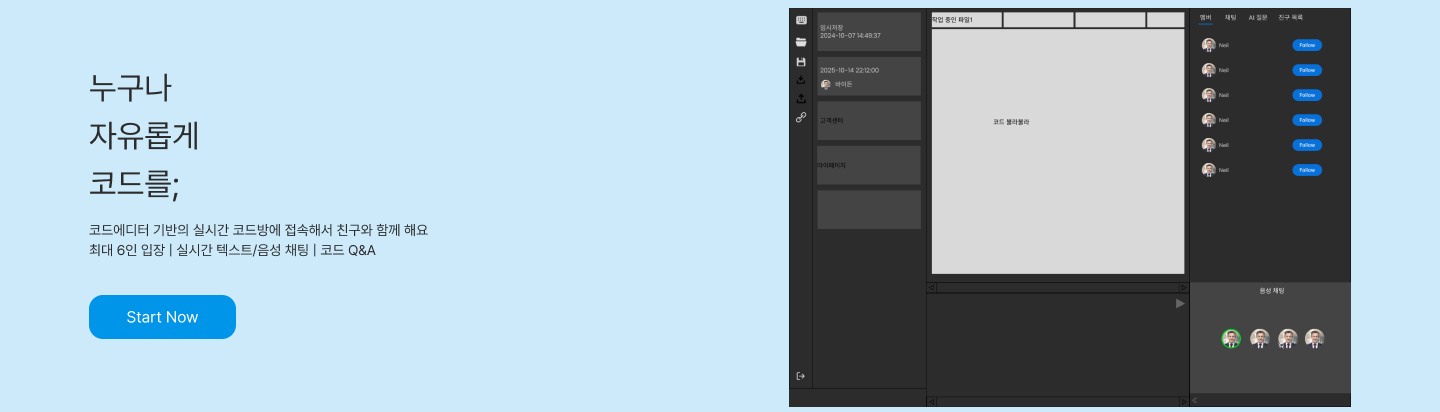 누구나
자유롭게
코드를;
코드에디터 기반의 실시간 코드방에 접속해서 친구와 함께 해요
최대 6인 입장 | 실시간 텍스트/음성 채팅 | 코드 Q&A
Start Now
임시저장
2024-10-07 14:49:37
2025-10-14 22:12:00
바이든
고객센터
마이페이지
작업 중인 파일1
코드 블라블라
멤버 채팅 AI 질문 친구 목록
Neil Follow
Neil Follow
Neil Follow
Neil Follow
Neil Follow
Neil Follow
음성 채팅